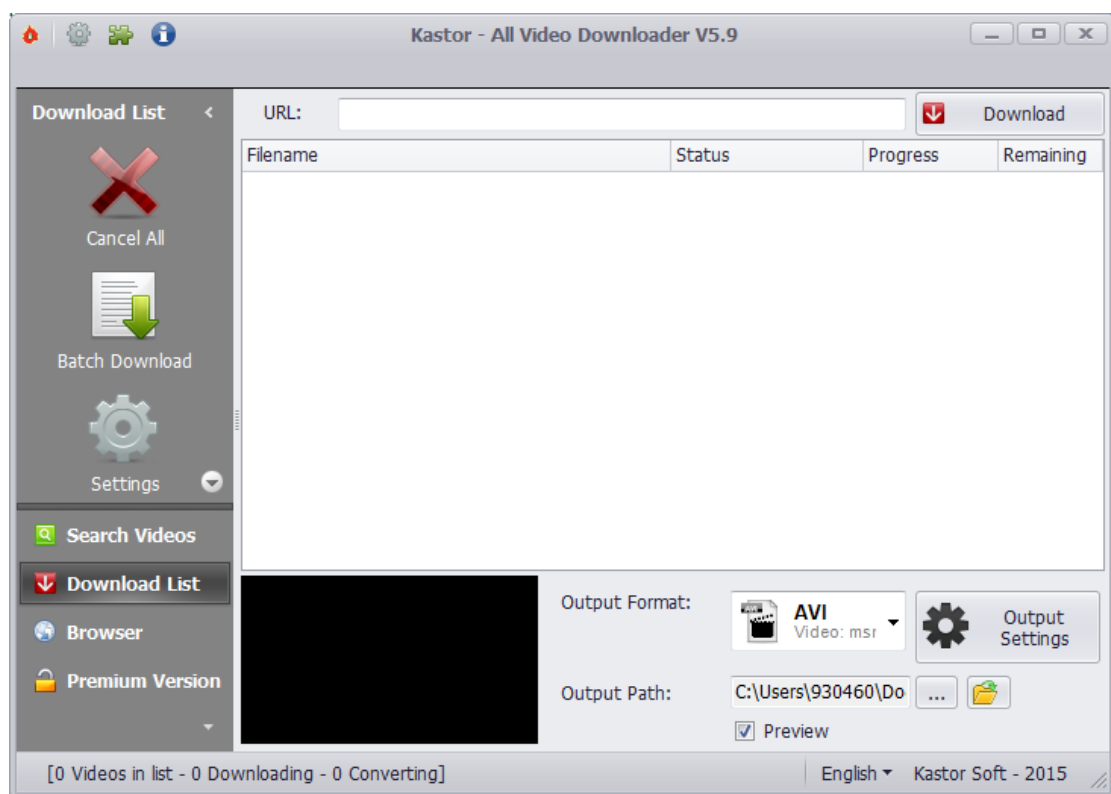 Kastor - All Video Downloader V5.9
Download List
URL:
Download
Filename Status Progress Remaining
Cancel All
Batch Download
Settings
Search Videos
Download List
Browser
Premium Version
Output Format:
AVI
Video: msr
Output
Settings
Output Path:
C:\Users\930460\Do
...
Preview
[0 Videos in list - 0 Downloading - 0 Converting]
English
Kastor Soft - 2015